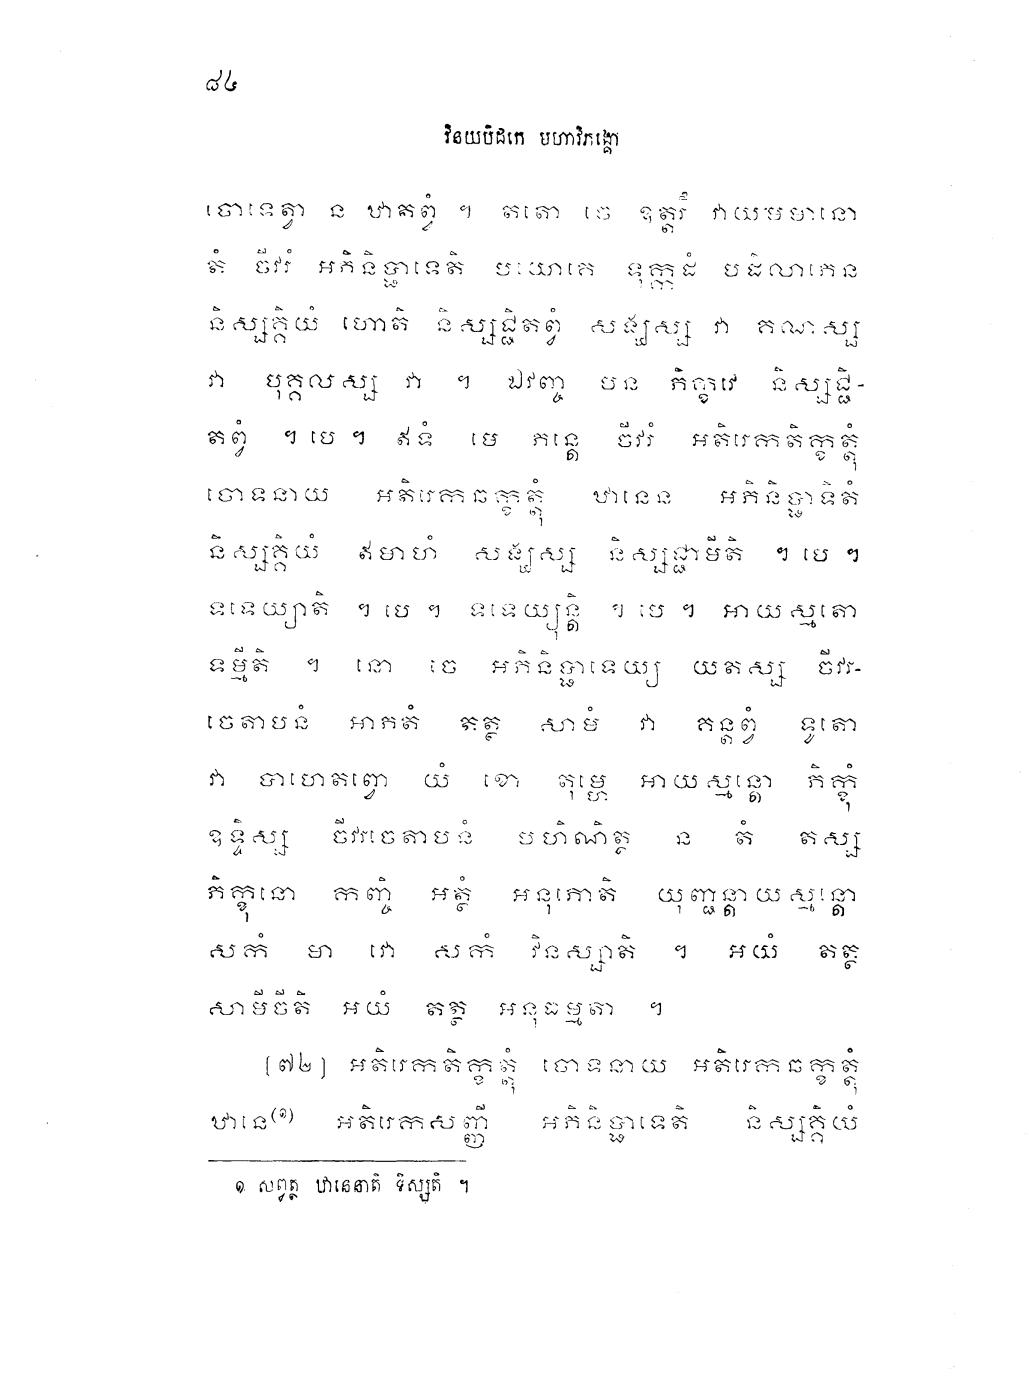 ៨៤
វិនយបិដកេ មហាវិភង្គោ
ចោទេត្វា ន ឋាតព្វំ ។ តតោ ចេ ឧត្តរឹ វាយមមានោ
តំ ចីវរំ អភិនិប្ផាទេតិ បយោគេ ទុក្កដំ បដិលាភេន
និស្សគ្គិយំ ហោតិ និស្សជ្ជិតព្វំ សង្ឃស្ស វា គណស្ស
វា បុគ្គលស្ស វា ។ ឯវញ្ច បន ភិក្ខវេ និស្សជ្ជិ-
តព្វំ ។ បេ ។ ឥទំ មេ ភន្តេ ចីវរំ អតិរេកតិក្ខត្តុំ
ចោទនាយ អតិរេកឆក្ខត្តុំ ឋានេន អភិនិប្ផាទិតំ
និស្សគ្គិយំ ឥមាហំ សង្ឃស្ស និស្សជ្ជាមីតិ ។ បេ ។
ទទេយ្យាតិ ។ បេ ។ ទទេយ្យុន្តិ ។ បេ ។ អាយស្មតោ
ទម្មីតិ ។ នោ ចេ អភិនិប្ផាទេយ្យ យតស្ស ចីវរ-
ចេតាបនំ អាភតំ តត្ថ សាមំ វា គន្តព្វំ ទូតោ
វា បាហេតព្វោ យំ ខោ តុម្ហេ អាយស្មន្តោ ភិក្ខុំ
ឧទ្ទិស្ស ចីវរចេតាបនំ បហិណិត្ថ ន តំ តស្ស
ភិក្ខុនោ កញ្ចិ អត្ថំ អនុភោតិ យុញ្ជន្តាយស្មន្តោ
សកំ មា វោ សកំ វិនស្សាតិ ។ អយំ តត្ថ
សាមីចីតិ អយំ តត្ថ អនុធម្មតា ។
[៧៤] អតិរេកតិក្ខត្តុំ ចោទនាយ អតិរេកឆក្ខត្តុំ
ឋានេ(១) អតិរេកសញ្ញី អភិនិប្ផាទេតិ និស្សគ្គិយំ
១ សព្វត្ថ ឋានេនាតិ ទិស្សតិ ។